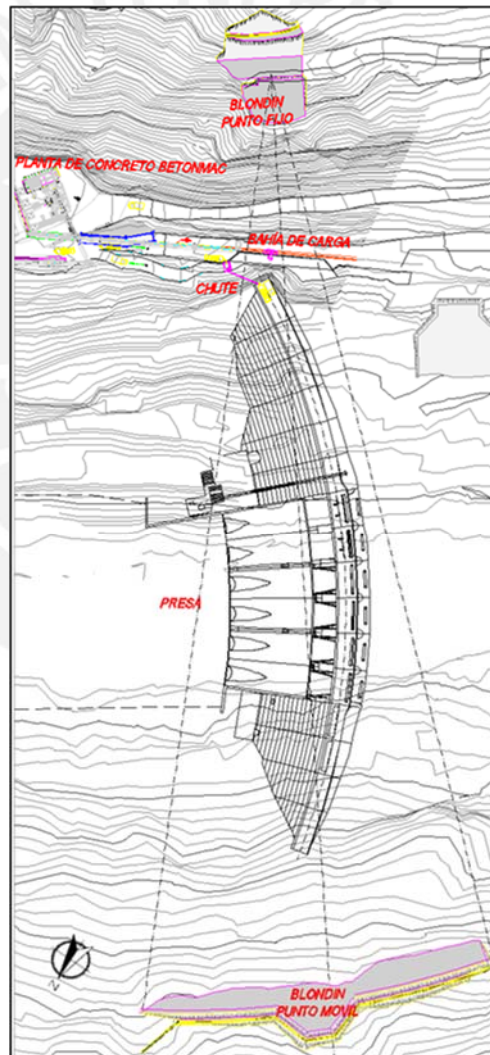 BLONDIN
PUNTO FIJO
PLANTA DE CONCRETO BETONMAC
BAHÍA DE CARGA
CHUTE
PRESA
N
BLONDIN
PUNTO MOVIL